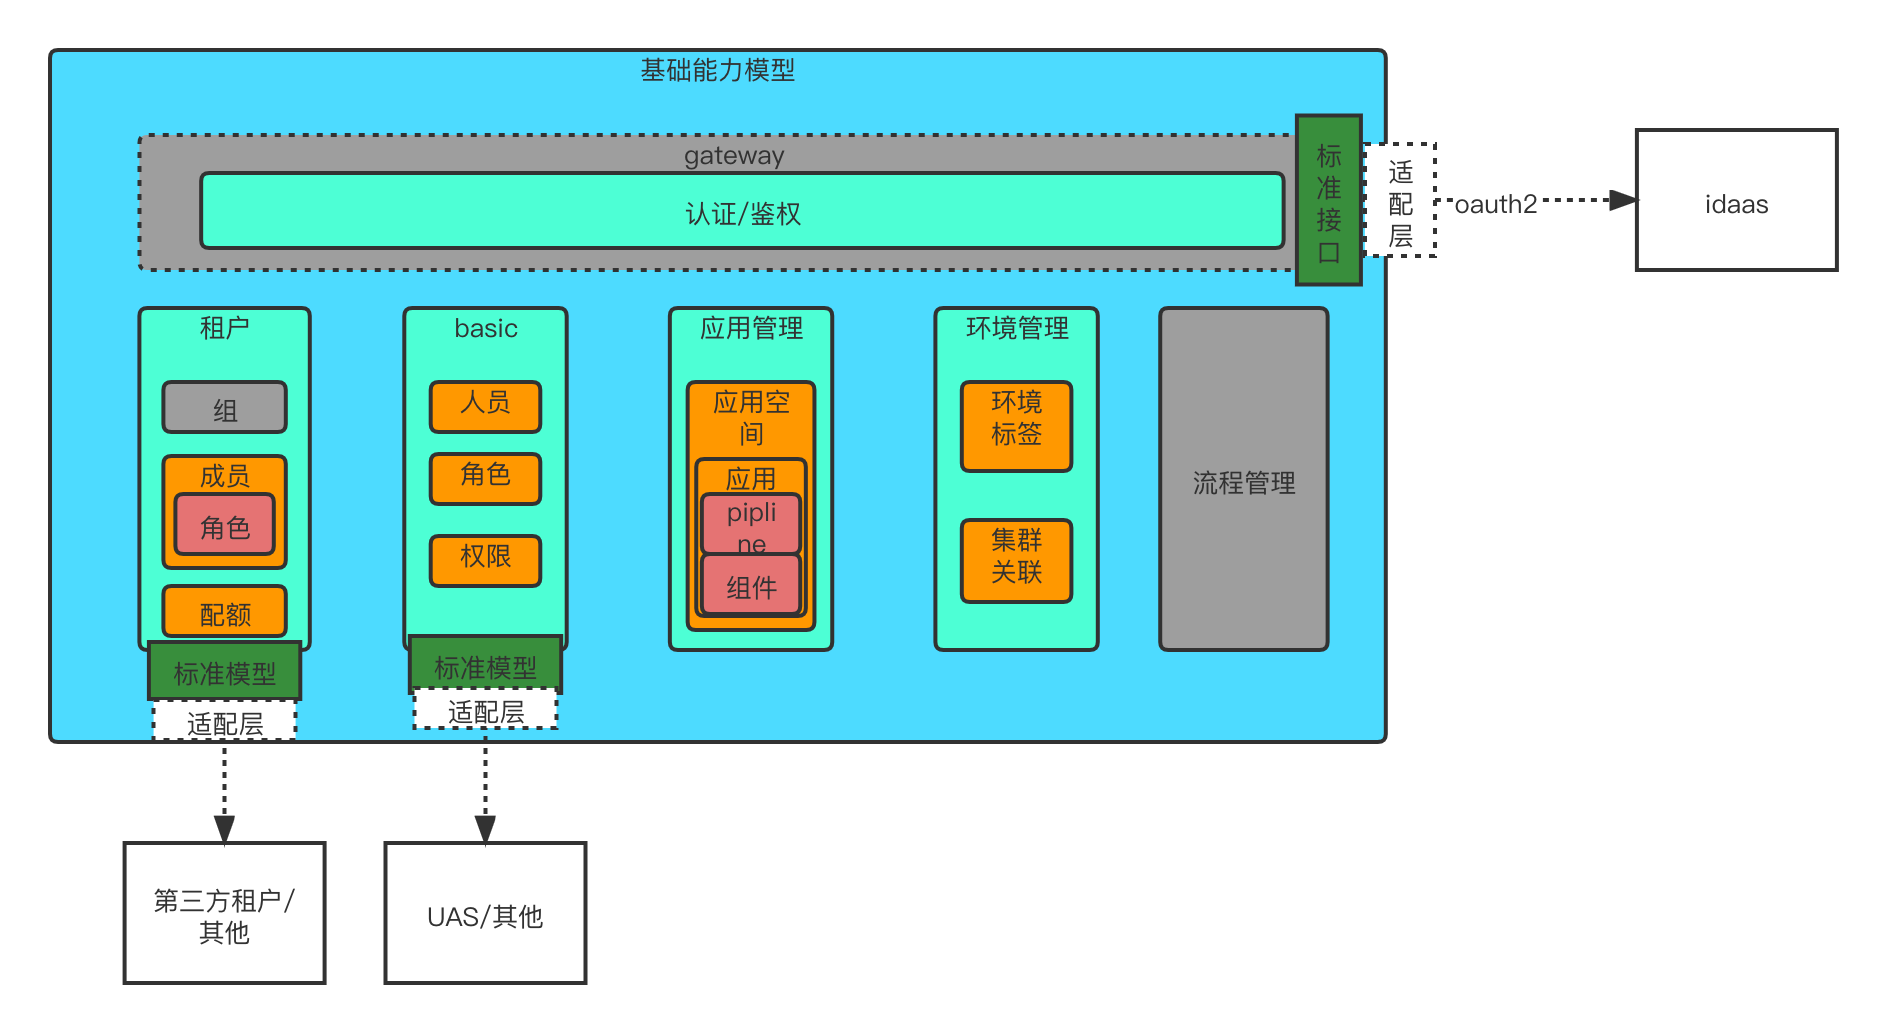 基础能力模型
gateway
认证/鉴权
标
准
接
口
适
配
层
oauth2
idaas
租户
组
成员
角色
配额
标准模型
适配层
basic
人员
角色
权限
标准模型
适配层
应用管理
应用空
间
应用
pipli
ne
组件
环境管理
环境
标签
集群
关联
流程管理
第三方租户/
其他
UAS/其他